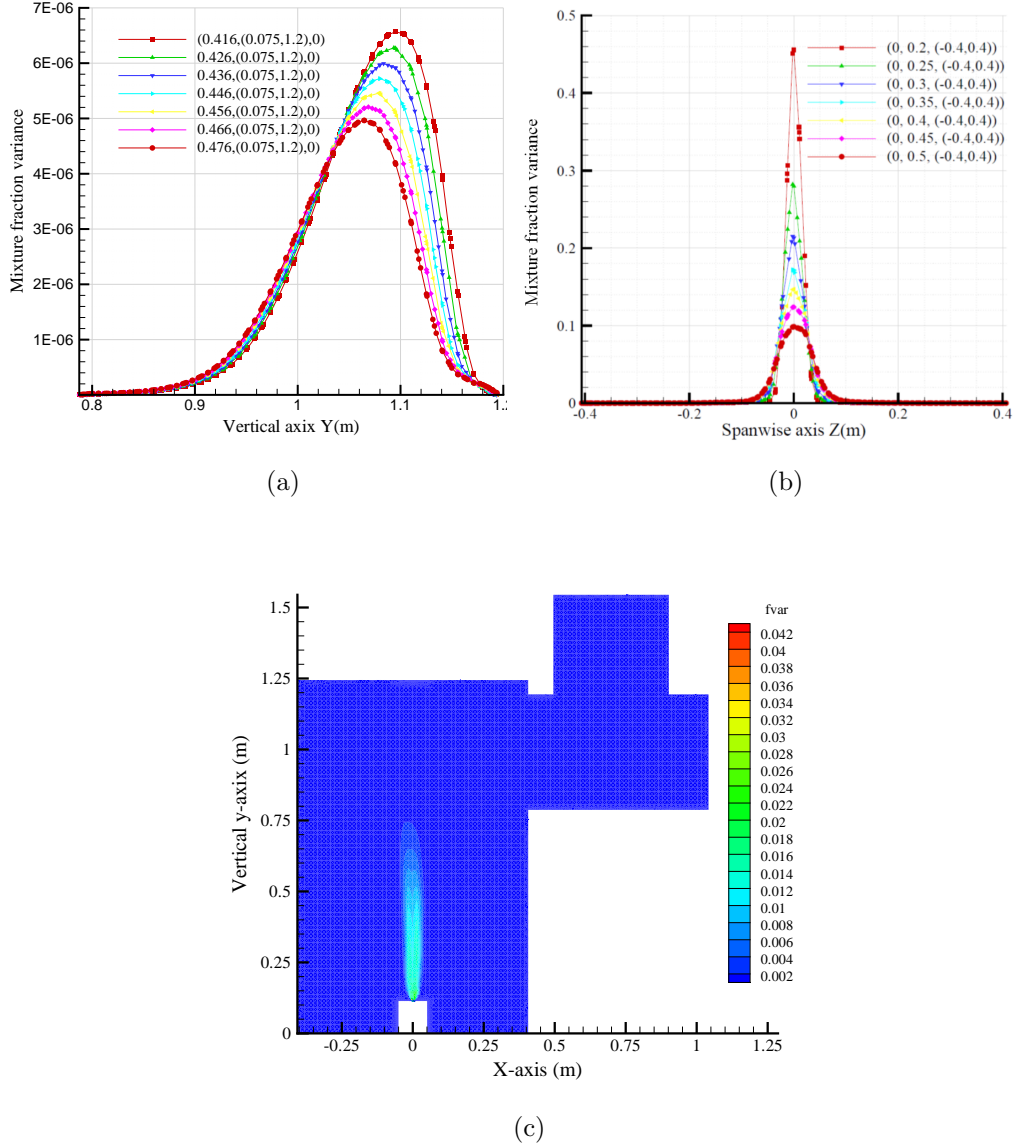 7E-06
6E-06
5E-06
4E-06
3E-06
2E-06
1E-06
Mixture fraction variance
(0.416,(0.075,1.2),0)
0.426,(0.075,1.2),0)
0.436,(0.075,1.2),0)
0.446,(0.075,1.2),0)
0.456,(0.075,1.2),0)
0.466,(0.075,1.2),0)
0.476,(0.075,1.2),0)
0.8 0.9 1 1.1
Vertical axix Y(m)
(a)
0.5
0.4
0.3
0.2
0.1
0
Mixture fraction variance
(0, 0.2, (-0.4,0.4))
(0, 0.25, (-0.4,0.4))
(0, 0.3, (-0.4,0.4))
(0, 0.35, (-0.4,0.4))
(0, 0.4, (-0.4,0.4))
(0, 0.45, (-0.4,0.4))
(0, 0.5, (-0.4,0.4))
-0.4 -0.2 0 0.2 0.4
Spanwise axis Z(m)
(b)
1.5
1.25
1
0.75
0.5
0.25
0
Vertical y-axis (m)
-0.25 0 0.25 0.5 0.75 1 1.25
X-axis (m)
fvar
0.042
0.04
0.038
0.036
0.034
0.032
0.03
0.028
0.026
0.024
0.022
0.02
0.018
0.016
0.014
0.012
0.01
0.008
0.006
0.004
0.002
(c)